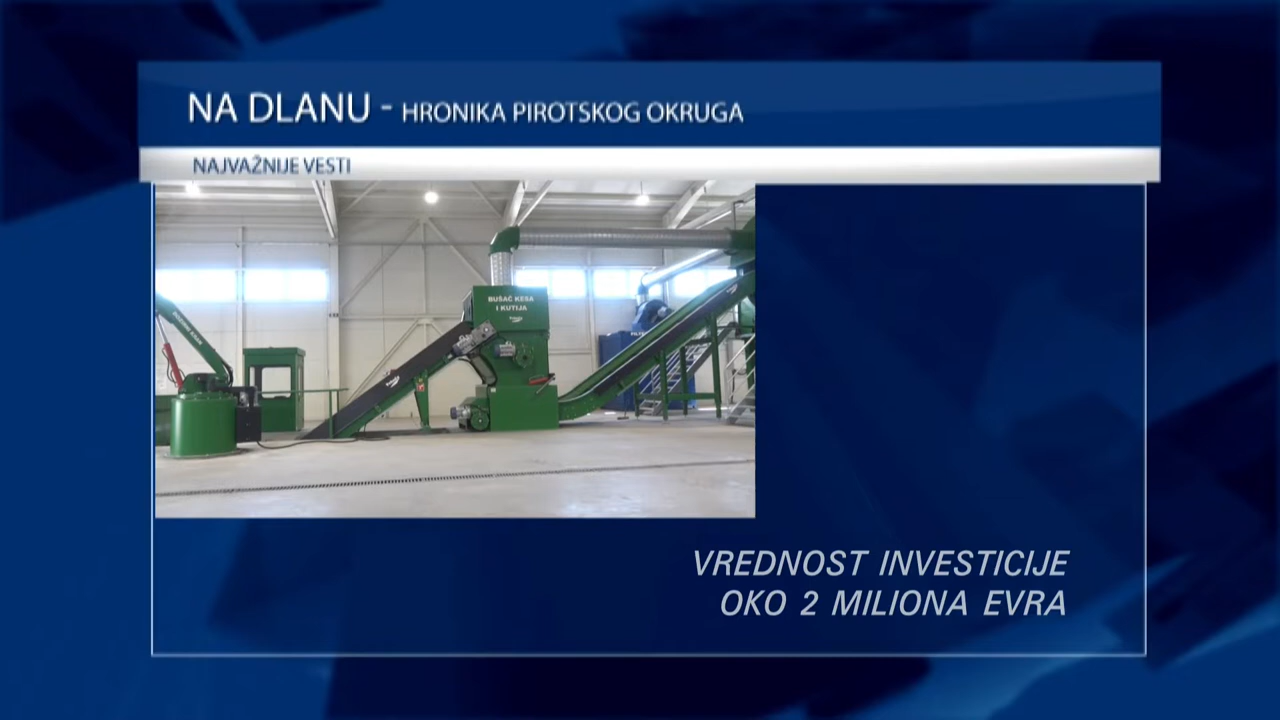 NA DLANU - HRONIKA PIROTSKOG OKRUGA
NAJVAŽNIJE VESTI
BUŠAČ KESA
I KUTIJA
VREDNOST INVESTICIJE
OKO 2 MILIONA EVRA